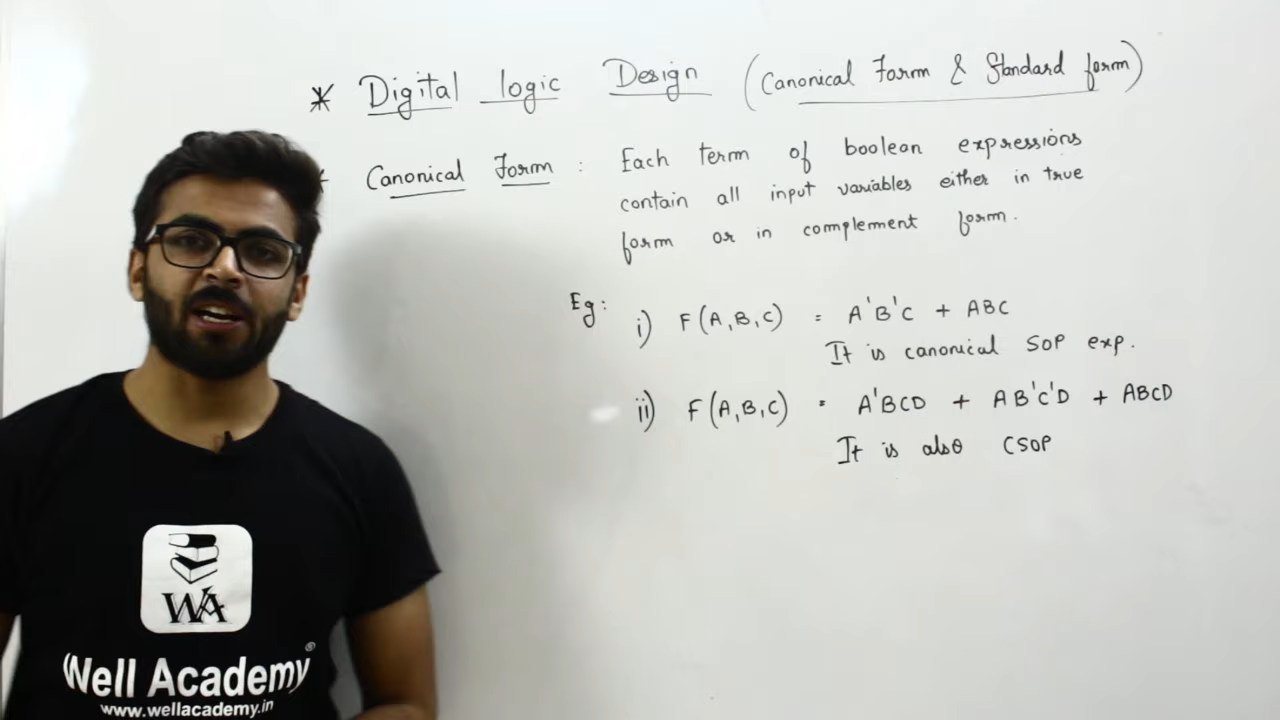 * Digital logic Design (Canonical Form & Standard form)
Canonical Form : Each term of boolean expressions
contain all input variables either in true
form or in complement form.
Eg: i) F(A,B,C) = A'B'C + ABC
It is canonical SOP exp.
ii) F(A,B,C) = A'BCD + AB'C'D + ABCD
It is also CSOP
WA
Well Academy®
www.wellacademy.in